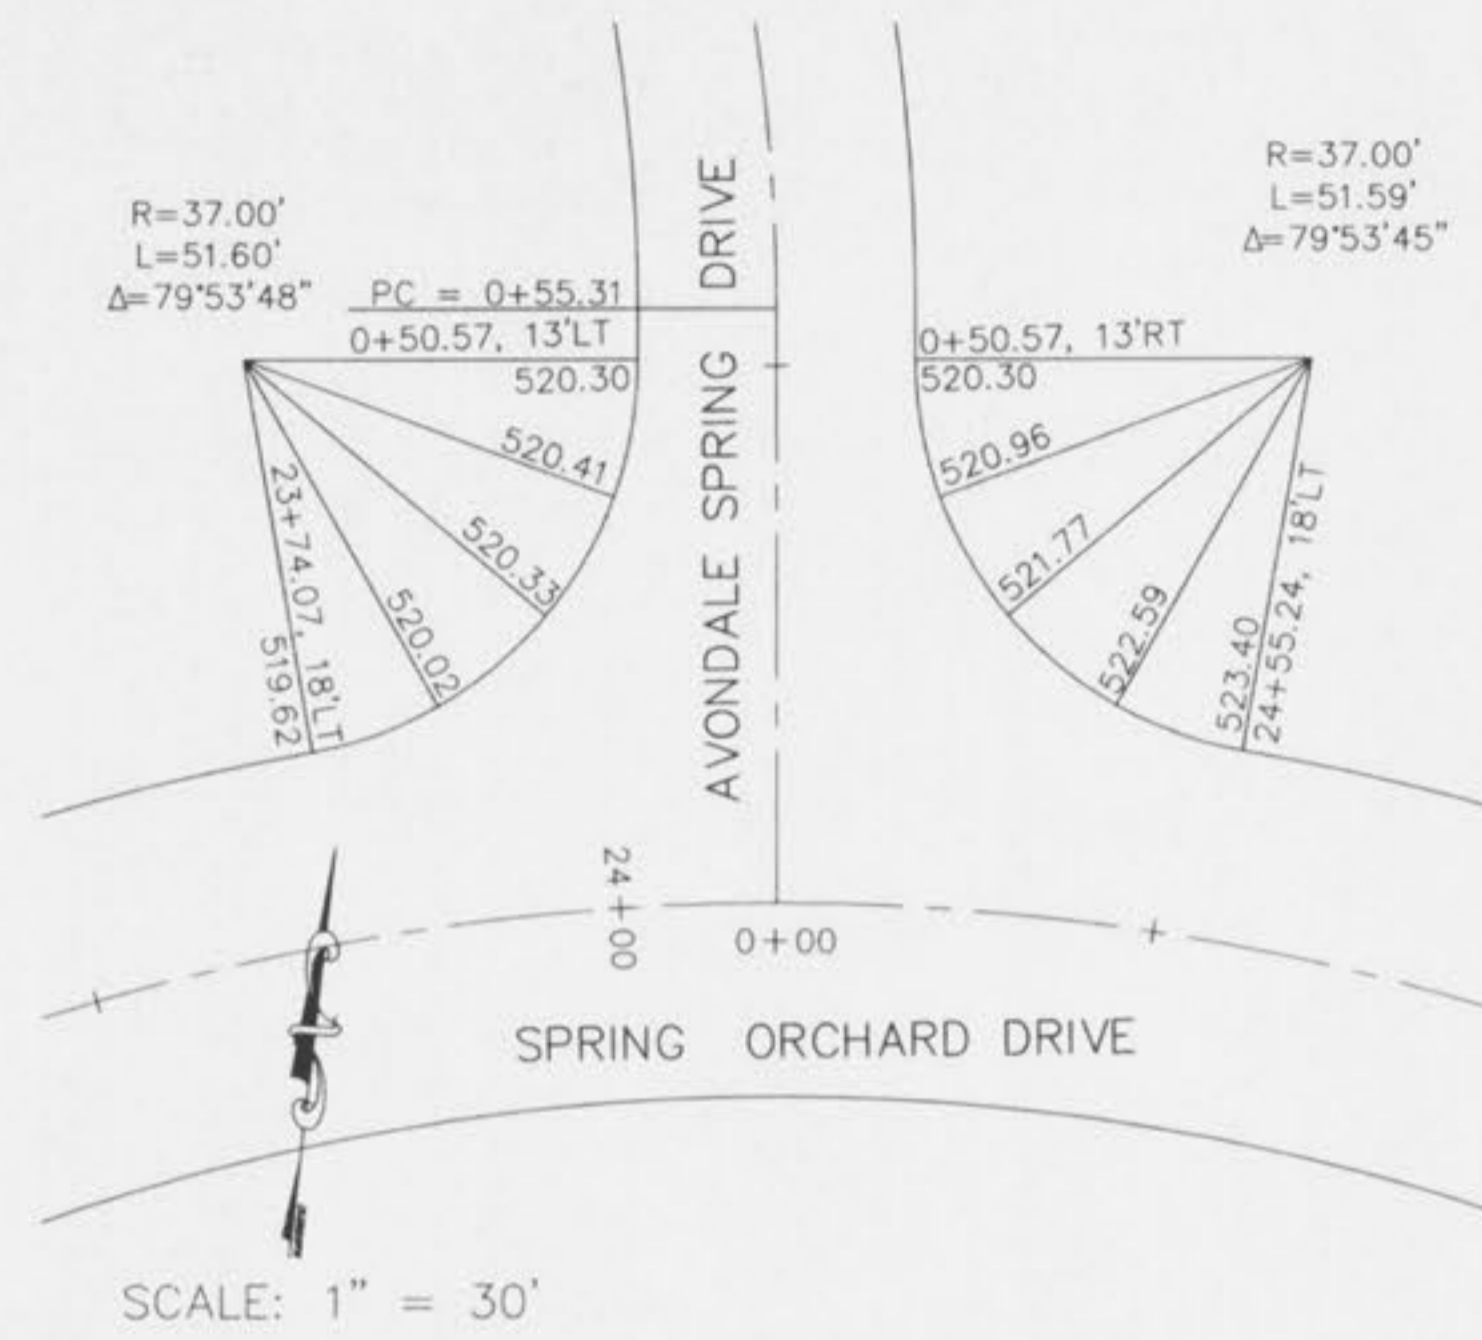 R=37.00'
L=51.60'
Δ=79°53'48"
R=37.00'
L=51.59'
Δ=79°53'45"
PC = 0+55.31
0+50.57, 13'LT
520.30
520.41
520.33
520.02
23+74.07, 18'LT
519.62
AVONDALE SPRING DRIVE
0+50.57, 13'RT
520.30
520.96
521.77
522.59
523.40
24+55.24, 18'LT
24+00
0+00
SPRING ORCHARD DRIVE
SCALE: 1" = 30'